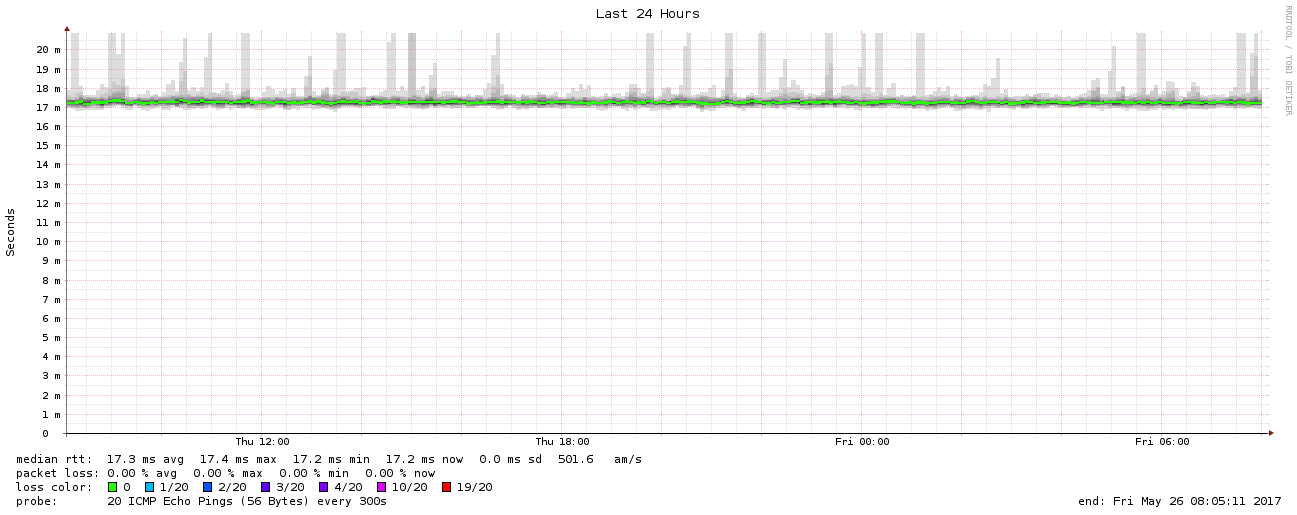 Last 24 Hours
RRDTOOL / TOBI OETIKER
Seconds
20 m
19 m
18 m
17 m
16 m
15 m
14 m
13 m
12 m
11 m
10 m
9 m
8 m
7 m
6 m
5 m
4 m
3 m
2 m
1 m
0
Thu 12:00 Thu 18:00 Fri 00:00 Fri 06:00
median rtt: 17.3 ms avg 17.4 ms max 17.2 ms min 17.2 ms now 0.0 ms sd 501.6 am/s
packet loss: 0.00 % avg 0.00 % max 0.00 % min 0.00 % now
loss color: 0 1/20 2/20 3/20 4/20 10/20 19/20
probe: 20 ICMP Echo Pings (56 Bytes) every 300s end: Fri May 26 08:05:11 2017